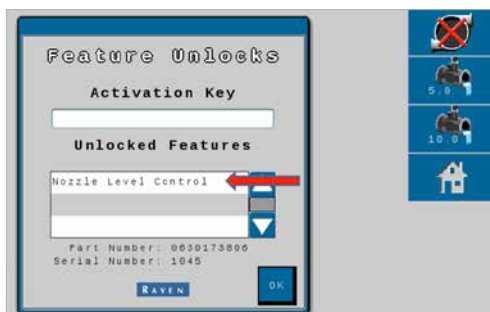 Feature Unlocks
Activation Key
Unlocked Features
Nozzle Level Control
Part Number: 0630173806
Serial Number: 1045
RAVEN
OK
5.0
10.0